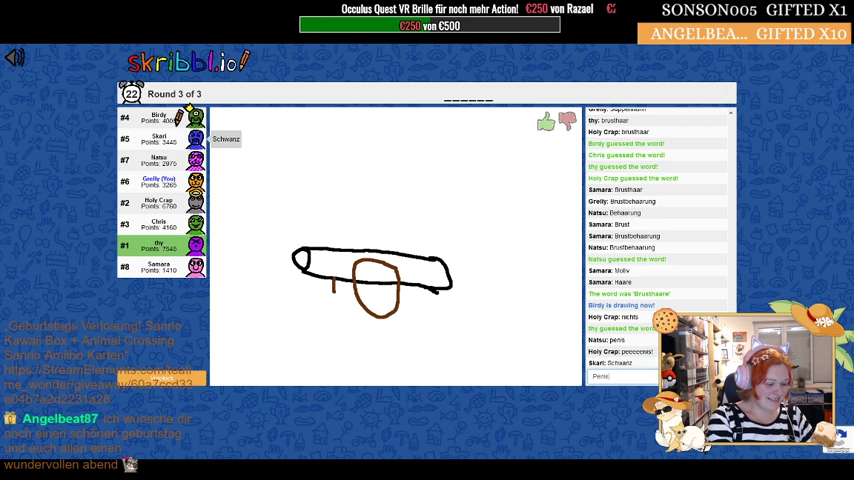 Occulus Quest VR Brille für noch mehr Action!
€250 von Razael
€250 von €500
SONSON005 GIFTED X1
ANGELBEA... GIFTED X10
skribbl.io!
22
Round 3 of 3
______
#4
Birdy
#5
Skari
Points: 3445
Schwanz
#7
Natsu
Points: 2975
#6
Grelly (You)
Points: 3265
#2
Holy Crap
Points: 6760
#3
Chris
Points: 4160
#1
thy
Points: 7545
#8
Samara
Points: 1410
thy: brusthaar
Holy Crap: brusthaar
Birdy guessed the word!
Chris guessed the word!
thy guessed the word!
Holy Crap guessed the word!
Samara: Brusthaar
Grelly: Brustbehaarung
Natsu: Behaarung
Samara: Brust
Samara: Brustbehaarung
Natsu: Brustbehaarung
Natsu guessed the word!
Samara: Motiv
Samara: Haare
The word was 'Brusthaare'
Birdy is drawing now!
Holy Crap: nichts
thy guessed the
Natsu: penis
Holy Crap: peeeenis!
Skari: Schwanz
Penis
Geburtstags Verlosung! Sanrio
Kawaii Box + Animal Crossing
Sanrio Amiibo Karten!
Angelbeat87 ich wünsche dir
noch einen schönen geburtstag
und euch allen einen
wundervollen abend